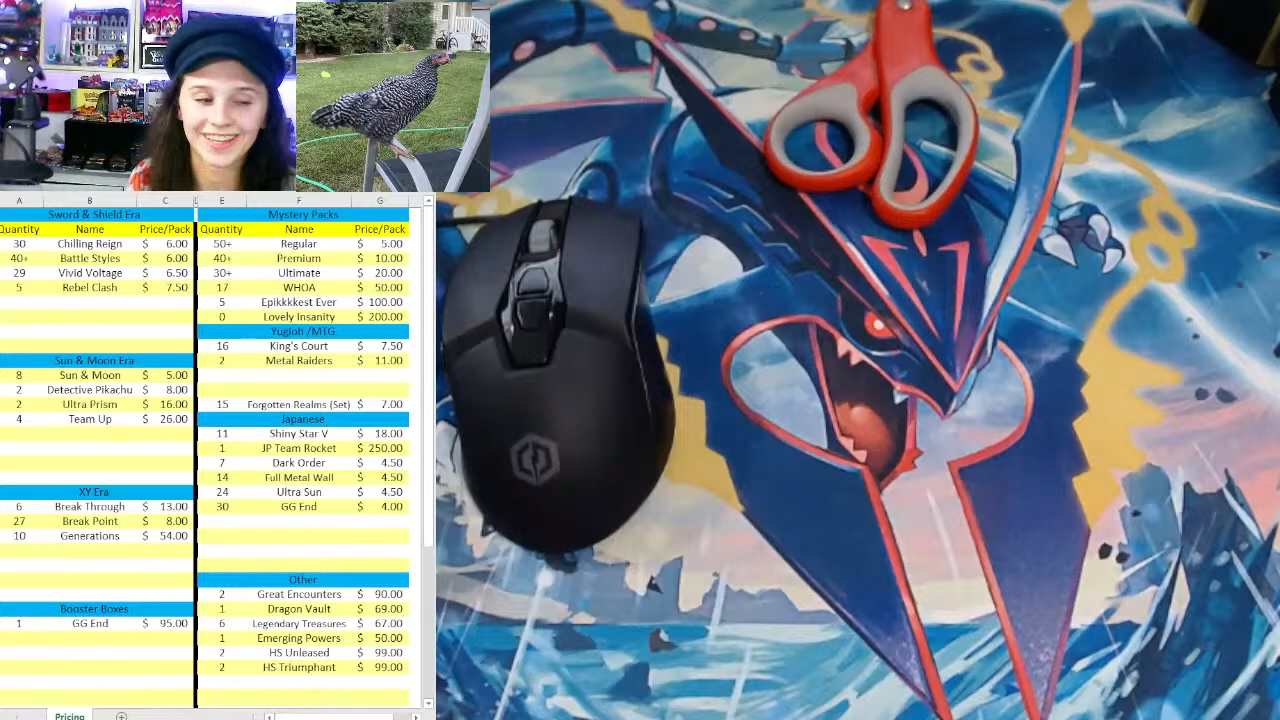 A B C E F G
Sword & Shield Era
Quantity Name Price/Pack
30 Chilling Reign $ 6.00
40+ Battle Styles $ 6.00
29 Vivid Voltage $ 6.50
5 Rebel Clash $ 7.50
Sun & Moon Era
8 Sun & Moon $ 5.00
2 Detective Pikachu $ 8.00
2 Ultra Prism $ 16.00
4 Team Up $ 26.00
XY Era
6 Break Through $ 13.00
27 Break Point $ 8.00
10 Generations $ 54.00
Booster Boxes
1 GG End $ 95.00
Mystery Packs
Quantity Name Price/Pack
50+ Regular $ 5.00
40+ Premium $ 10.00
30+ Ultimate $ 20.00
17 WHOA $ 50.00
5 Epikkkkest Ever $ 100.00
0 Lovely Insanity $ 200.00
Yugioh /MTG
16 King's Court $ 7.50
2 Metal Raiders $ 11.00
15 Forgotten Realms (Set) $ 7.00
Japanese
11 Shiny Star V $ 18.00
1 JP Team Rocket $ 250.00
7 Dark Order $ 4.50
14 Full Metal Wall $ 4.50
24 Ultra Sun $ 4.50
30 GG End $ 4.00
Other
2 Great Encounters $ 90.00
1 Dragon Vault $ 69.00
6 Legendary Treasures $ 67.00
1 Emerging Powers $ 50.00
2 HS Unleased $ 99.00
2 HS Triumphant $ 99.00
Pricing